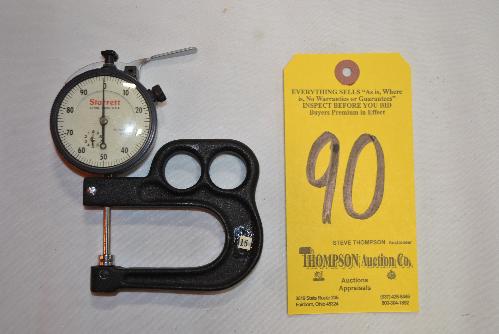 90
10
80
20
70
30
60
40
50
Starrett
15
EVERYTHING SELLS "As is, Where
is, No Warranties or Guarantees"
INSPECT BEFORE YOU BID
Buyers Premium in Effect
90
STEVE THOMPSON Auctioneer
THOMPSON Auction Co.
Auctions
Appraisals